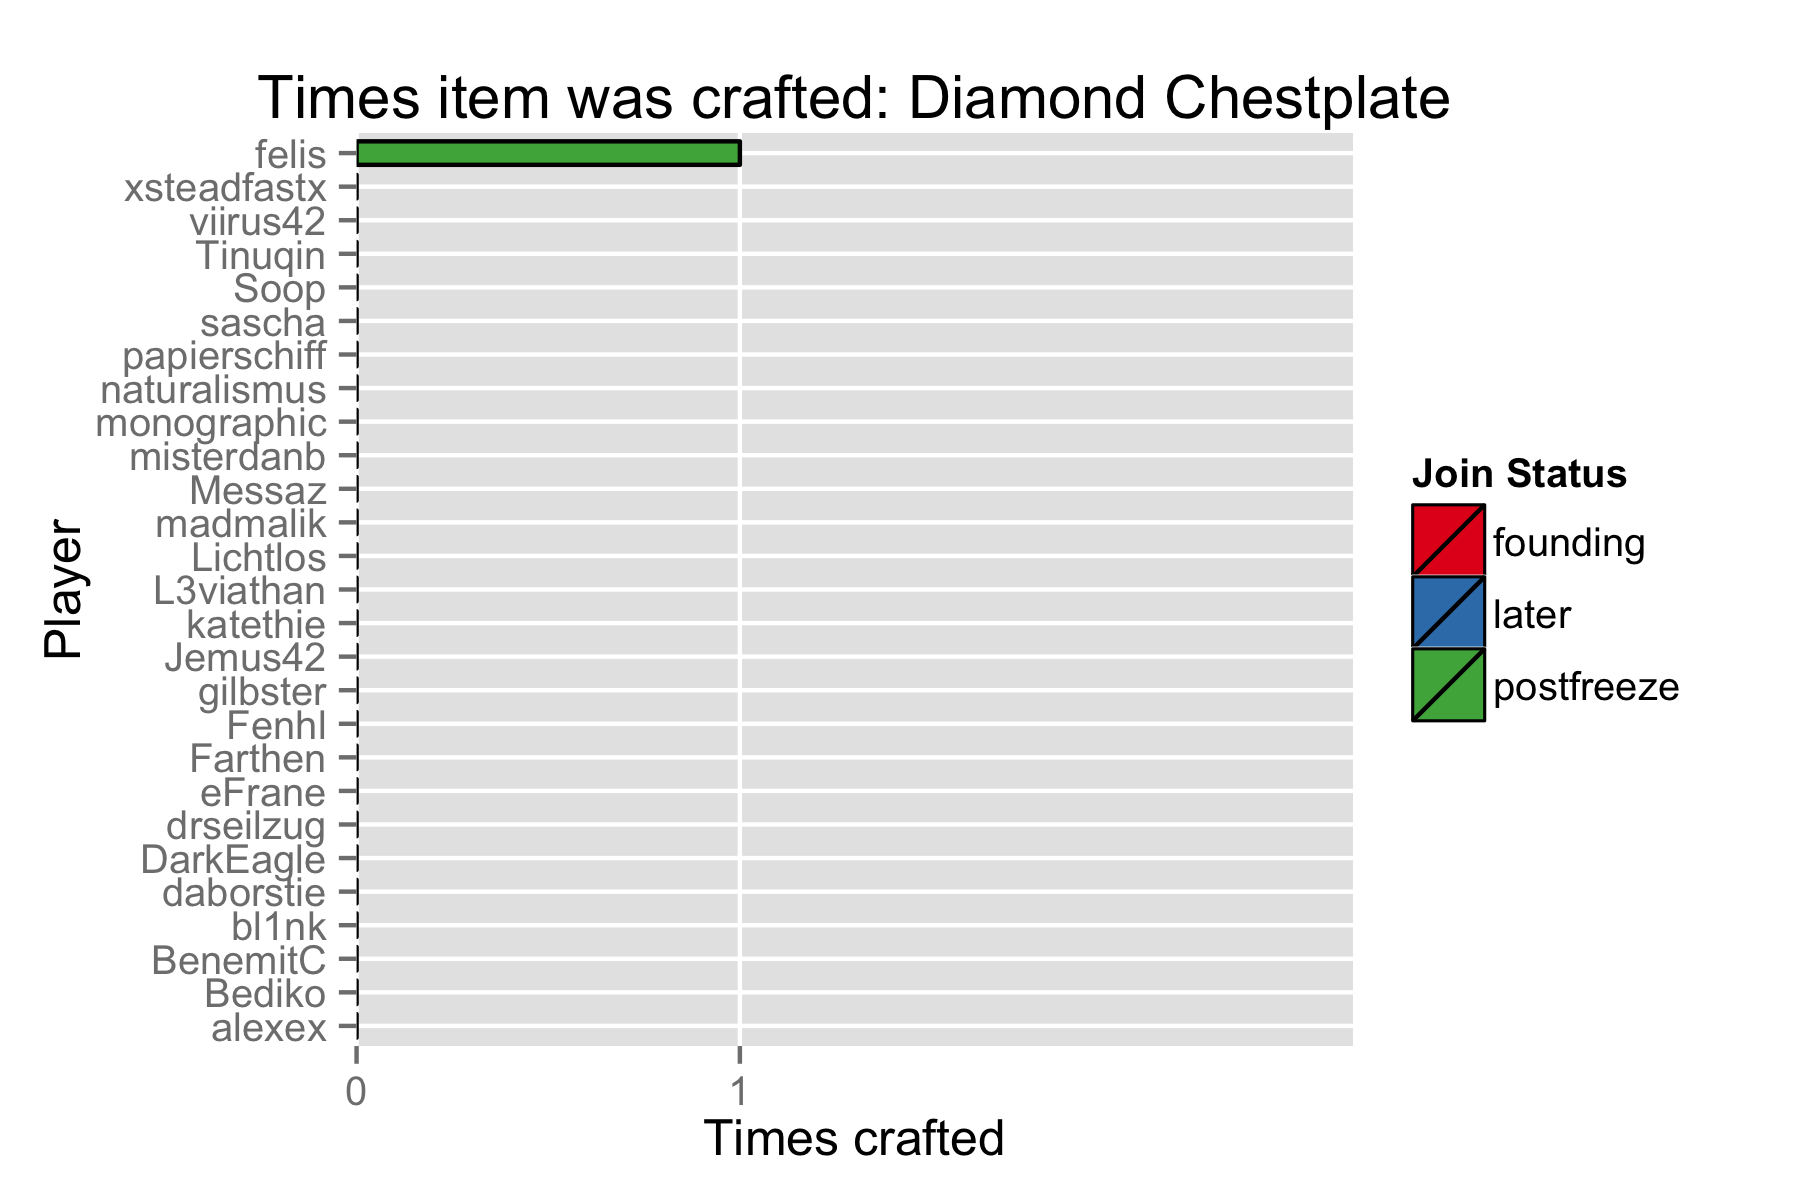 Times item was crafted: Diamond Chestplate
felis
xsteadfastx
viirus42
Tinuqin
Soop
sascha
papierschiff
naturalismus
monographic
misterdanb
Messaz
madmalik
Lichtlos
L3viathan
katethie
Jemus42
gilbster
Fenhl
Farthen
eFrane
drseilzug
DarkEagle
daborstie
bl1nk
BenemitC
Bediko
alexex
Player
0
1
Times crafted
Join Status
founding
later
postfreeze